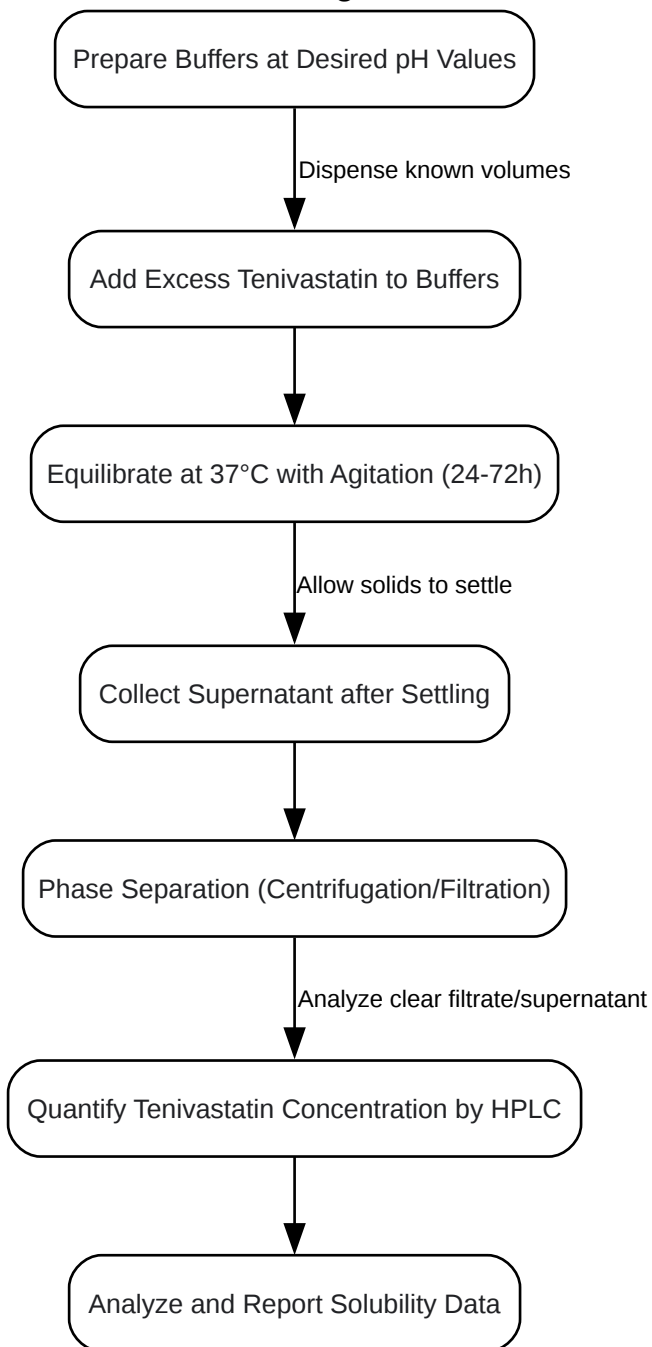 Prepare Buffers at Desired pH Values
Dispense known volumes
Add Excess Tenivastatin to Buffers
Equilibrate at 37°C with Agitation (24-72h)
Allow solids to settle
Collect Supernatant after Settling
Phase Separation (Centrifugation/Filtration)
Analyze clear filtrate/supernatant
Quantify Tenivastatin Concentration by HPLC
Analyze and Report Solubility Data